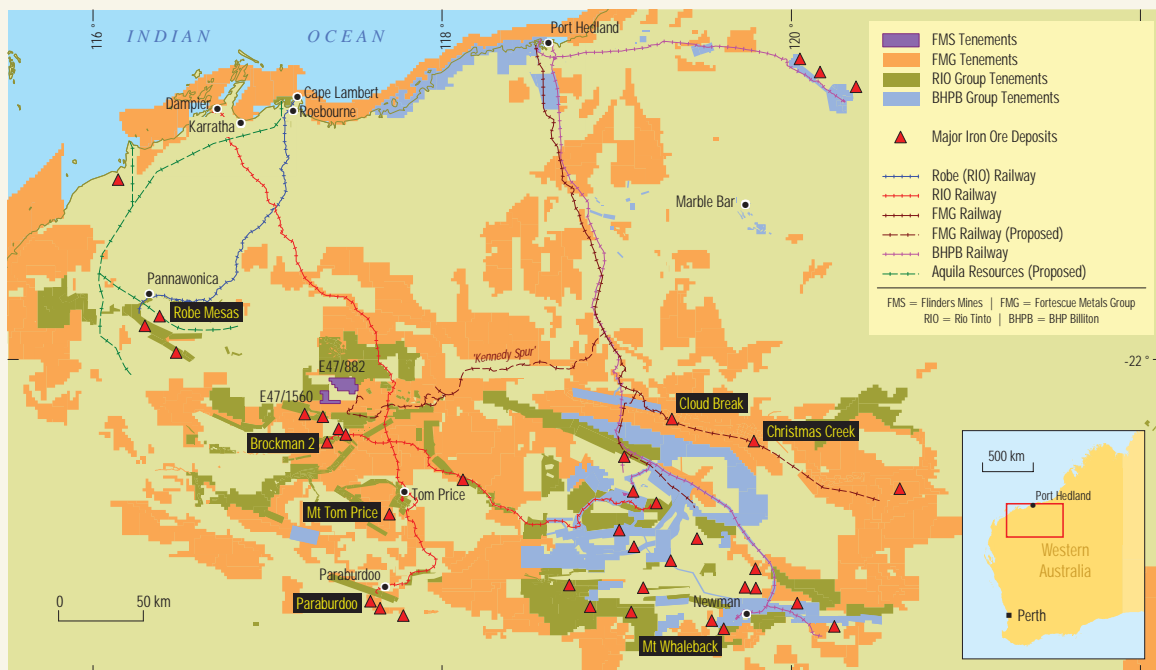 116
INDIAN OCEAN
118
Port Hedland
120
FMS Tenements
FMG Tenements
RIO Group Tenements
BHPB Group Tenements
Major Iron Ore Deposits
Robe (RIO) Railway
RIO Railway
FMG Railway
FMG Railway (Proposed)
BHPB Railway
Aquila Resources (Proposed)
FMS = Flinders Mines | FMG = Fortescue Metals Group
RIO = Rio Tinto | BHPB = BHP Billiton
Cape Lambert
Dampier
Roebourne
Karratha
Marble Bar
Pannawonica
Robe Mesas
'Kennedy Spur'
-22°
E47/882
E47/1560
Cloud Break
Christmas Creek
Brockman 2
Tom Price
Mt Tom Price
Paraburdoo
Paraburdoo
0 50 km
Newman
Mt Whaleback
500 km
Port Hedland
Western
Australia
Perth